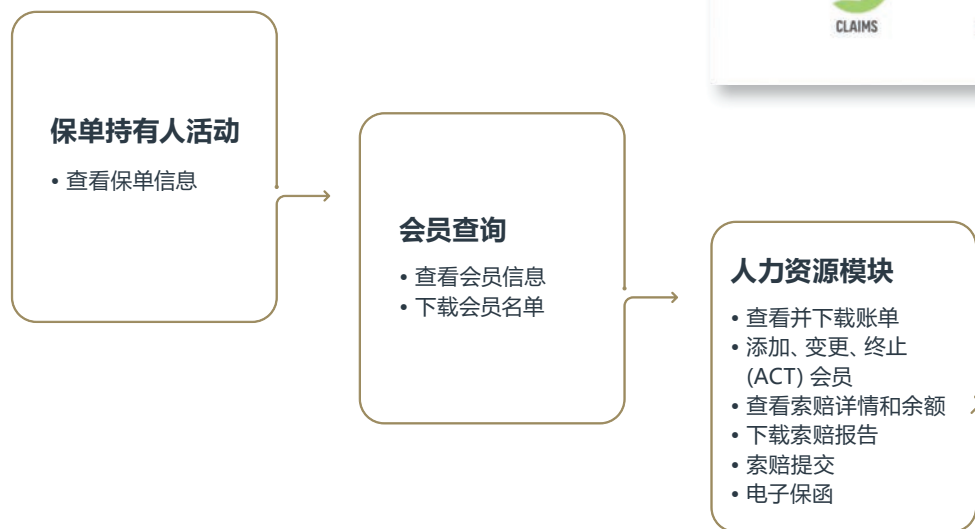 CLAIMS
保单持有人活动
• 查看保单信息
会员查询
• 查看会员信息
• 下载会员名单
人力资源模块
• 查看并下载账单
• 添加、变更、终止
(ACT) 会员
• 查看索赔详情和余额
• 下载索赔报告
• 索赔提交
• 电子保函